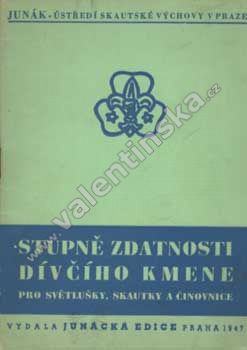 JUNÁK - ÚSTŘEDÍ SKAUTSKÉ VÝCHOVY V PRAZE
www.valentinska.cz
STUPNĚ ZDATNOSTI
DÍVČÍHO KMENE
PRO SVĚTLUŠKY, SKAUTKY A ČINOVNICE
VYDALA JUNÁCKÁ EDICE PRAHA 1947